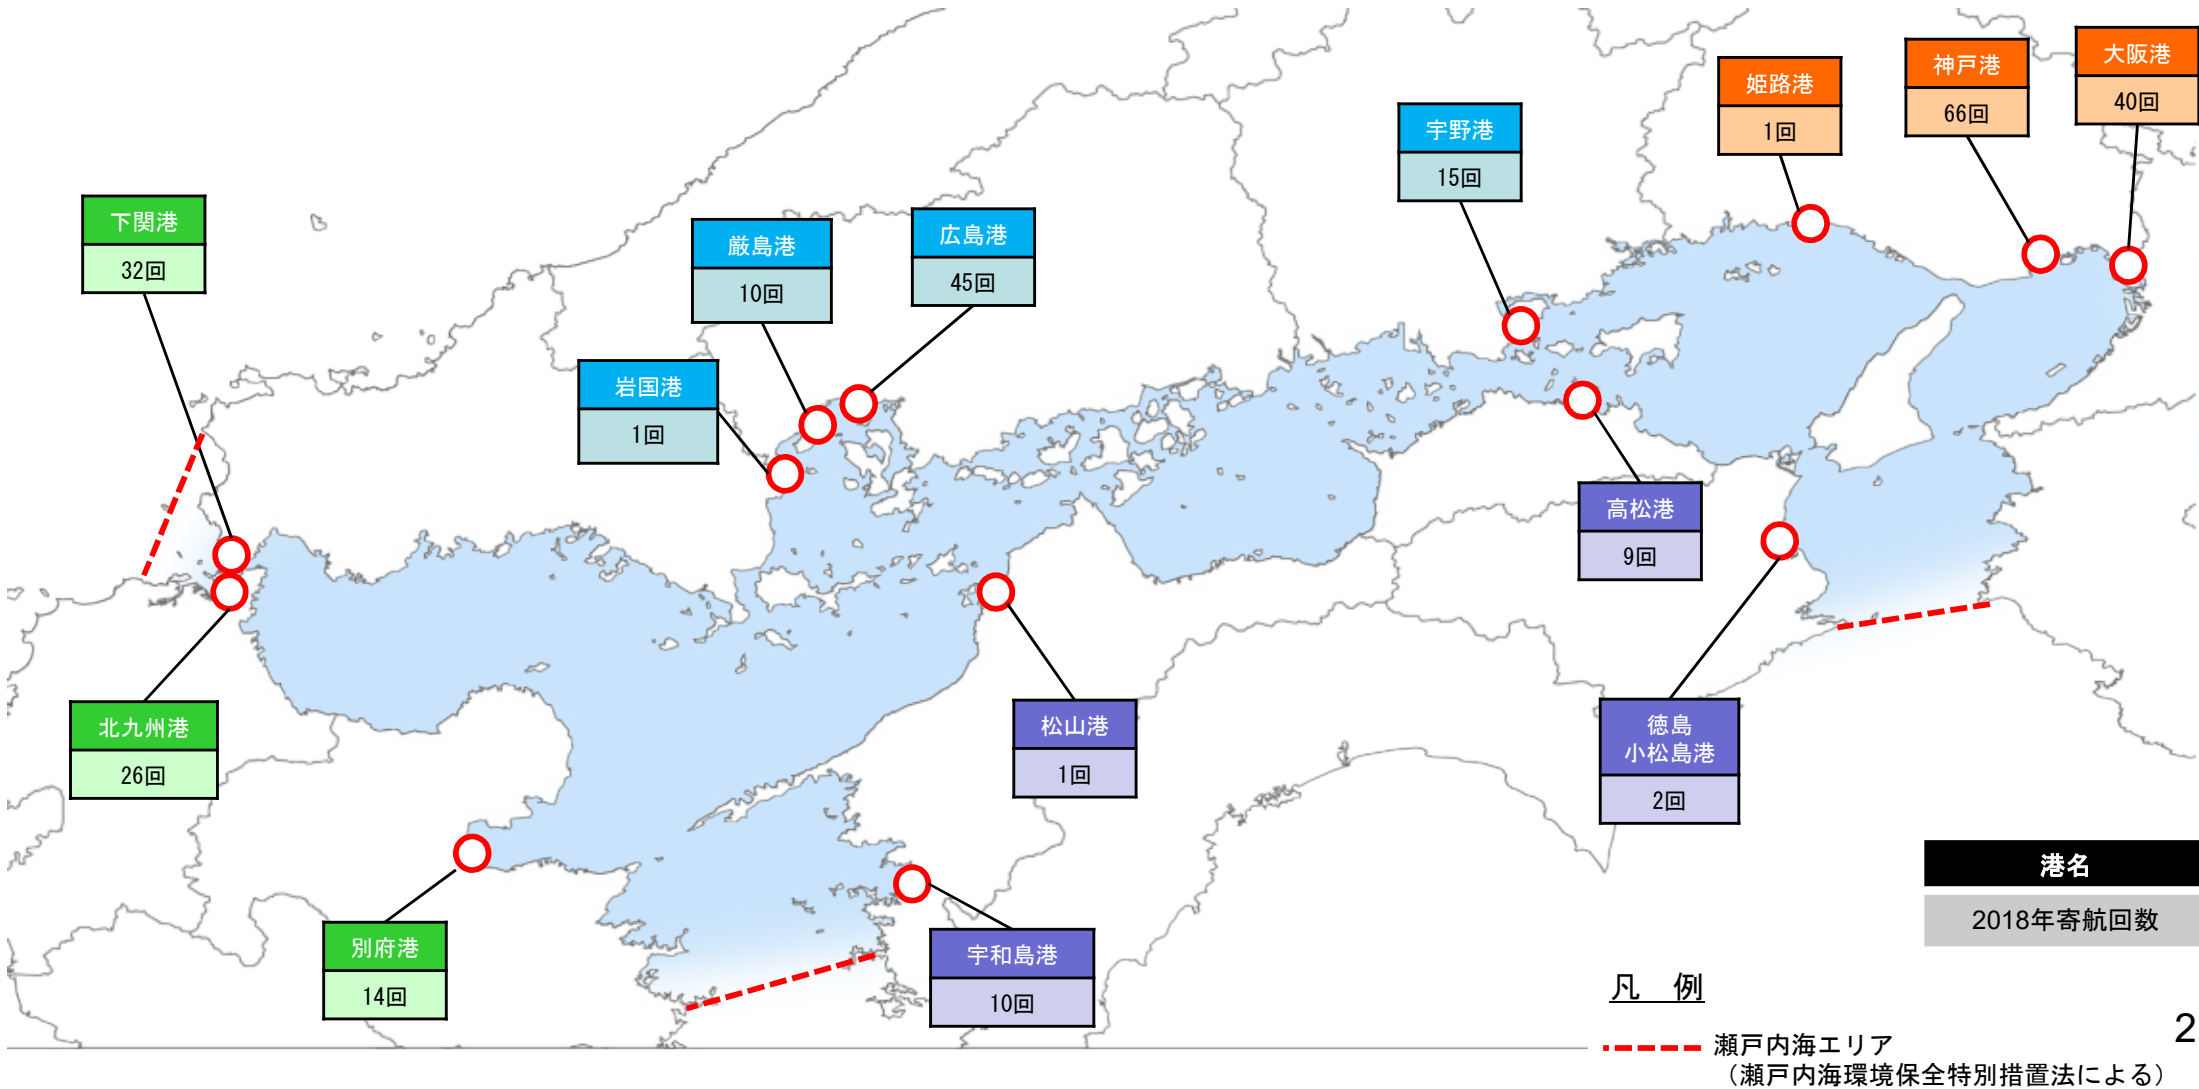 大阪港
40回
神戸港
66回
姫路港
1回
宇野港
15回
下関港
32回
厳島港
10回
広島港
45回
岩国港
1回
高松港
9回
北九州港
26回
松山港
1回
徳島
小松島港
2回
別府港
14回
宇和島港
10回
港名
2018年寄航回数
凡　例
瀬戸内海エリア
（瀬戸内海環境保全特別措置法による）
2